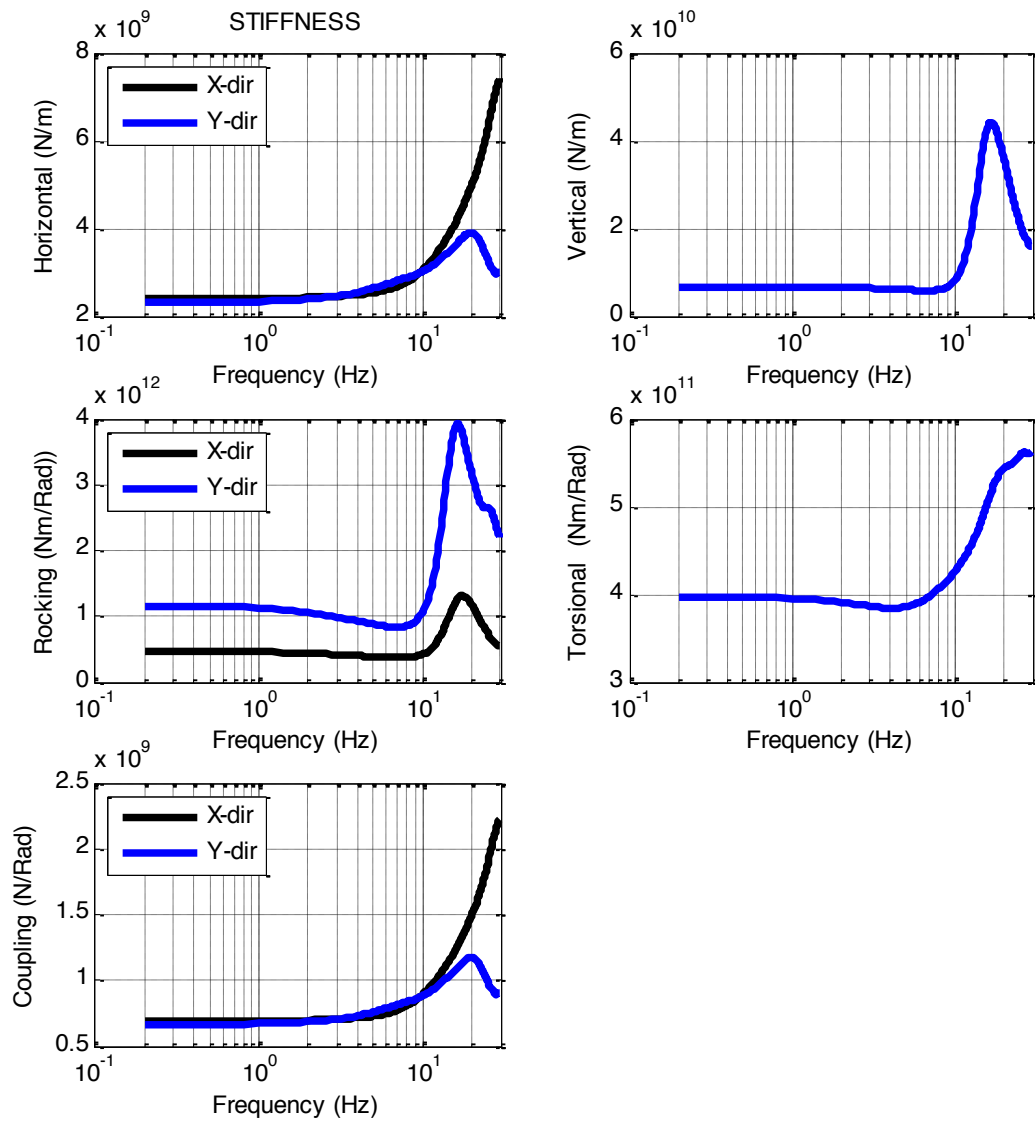 STIFFNESS
x 10^9
8
6
4
2
Horizontal (N/m)
X-dir
Y-dir
10^-1
10^0
10^1
Frequency (Hz)
x 10^10
6
4
2
0
Vertical (N/m)
10^-1
10^0
10^1
Frequency (Hz)
x 10^12
4
3
2
1
0
Rocking (Nm/Rad))
X-dir
Y-dir
10^-1
10^0
10^1
Frequency (Hz)
x 10^11
6
5
4
3
Torsional (Nm/Rad)
10^-1
10^0
10^1
Frequency (Hz)
x 10^9
2.5
2
1.5
1
0.5
Coupling (N/Rad)
X-dir
Y-dir
10^-1
10^0
10^1
Frequency (Hz)